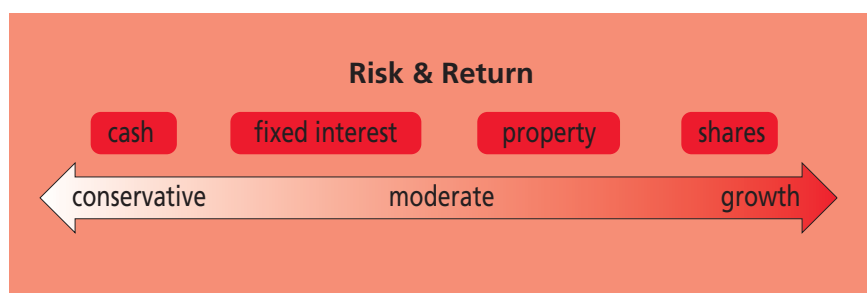 Risk & Return
cash fixed interest property shares
conservative moderate growth